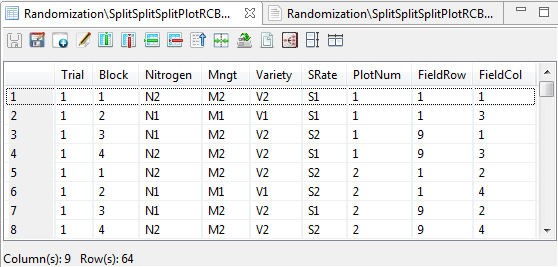 Randomization\SplitSplitSplitPlotRCB... Randomization\SplitSplitSplitPlotRCB...
Trial Block Nitrogen Mngt Variety SRate PlotNum FieldRow FieldCol
1 1 1 N2 M2 V2 S1 1 1 1
2 1 2 N1 M1 V1 S1 1 1 3
3 1 3 N1 M2 V2 S2 1 9 1
4 1 4 N2 M2 V2 S1 1 9 3
5 1 1 N2 M2 V2 S2 2 1 2
6 1 2 N1 M1 V1 S2 2 1 4
7 1 3 N1 M2 V2 S1 2 9 2
8 1 4 N2 M2 V2 S2 2 9 4
Column(s): 9 Row(s): 64